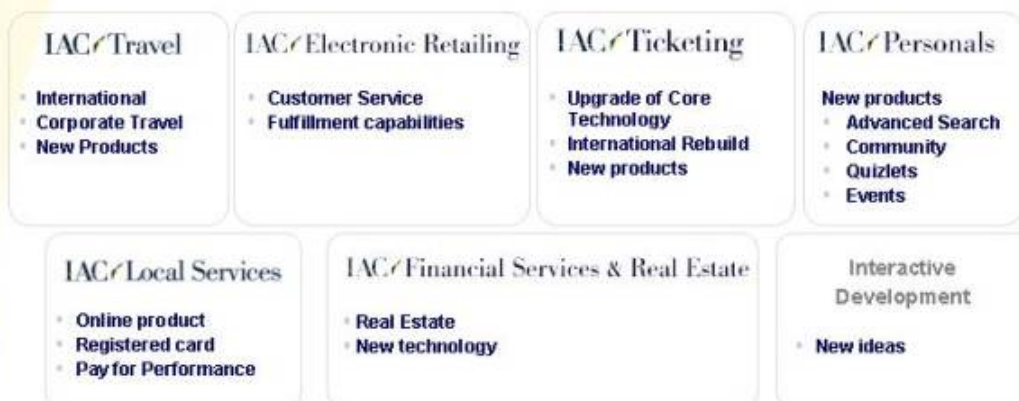 IAC Travel
International
Corporate Travel
New Products
IAC Electronic Retailing
Customer Service
Fulfillment capabilities
IAC Ticketing
Upgrade of Core
Technology
International Rebuild
New products
IAC Personals
New products
Advanced Search
Community
Quizlets
Events
IAC Local Services
Online product
Registered card
Pay for Performance
IAC Financial Services & Real Estate
Real Estate
New technology
Interactive
Development
New ideas